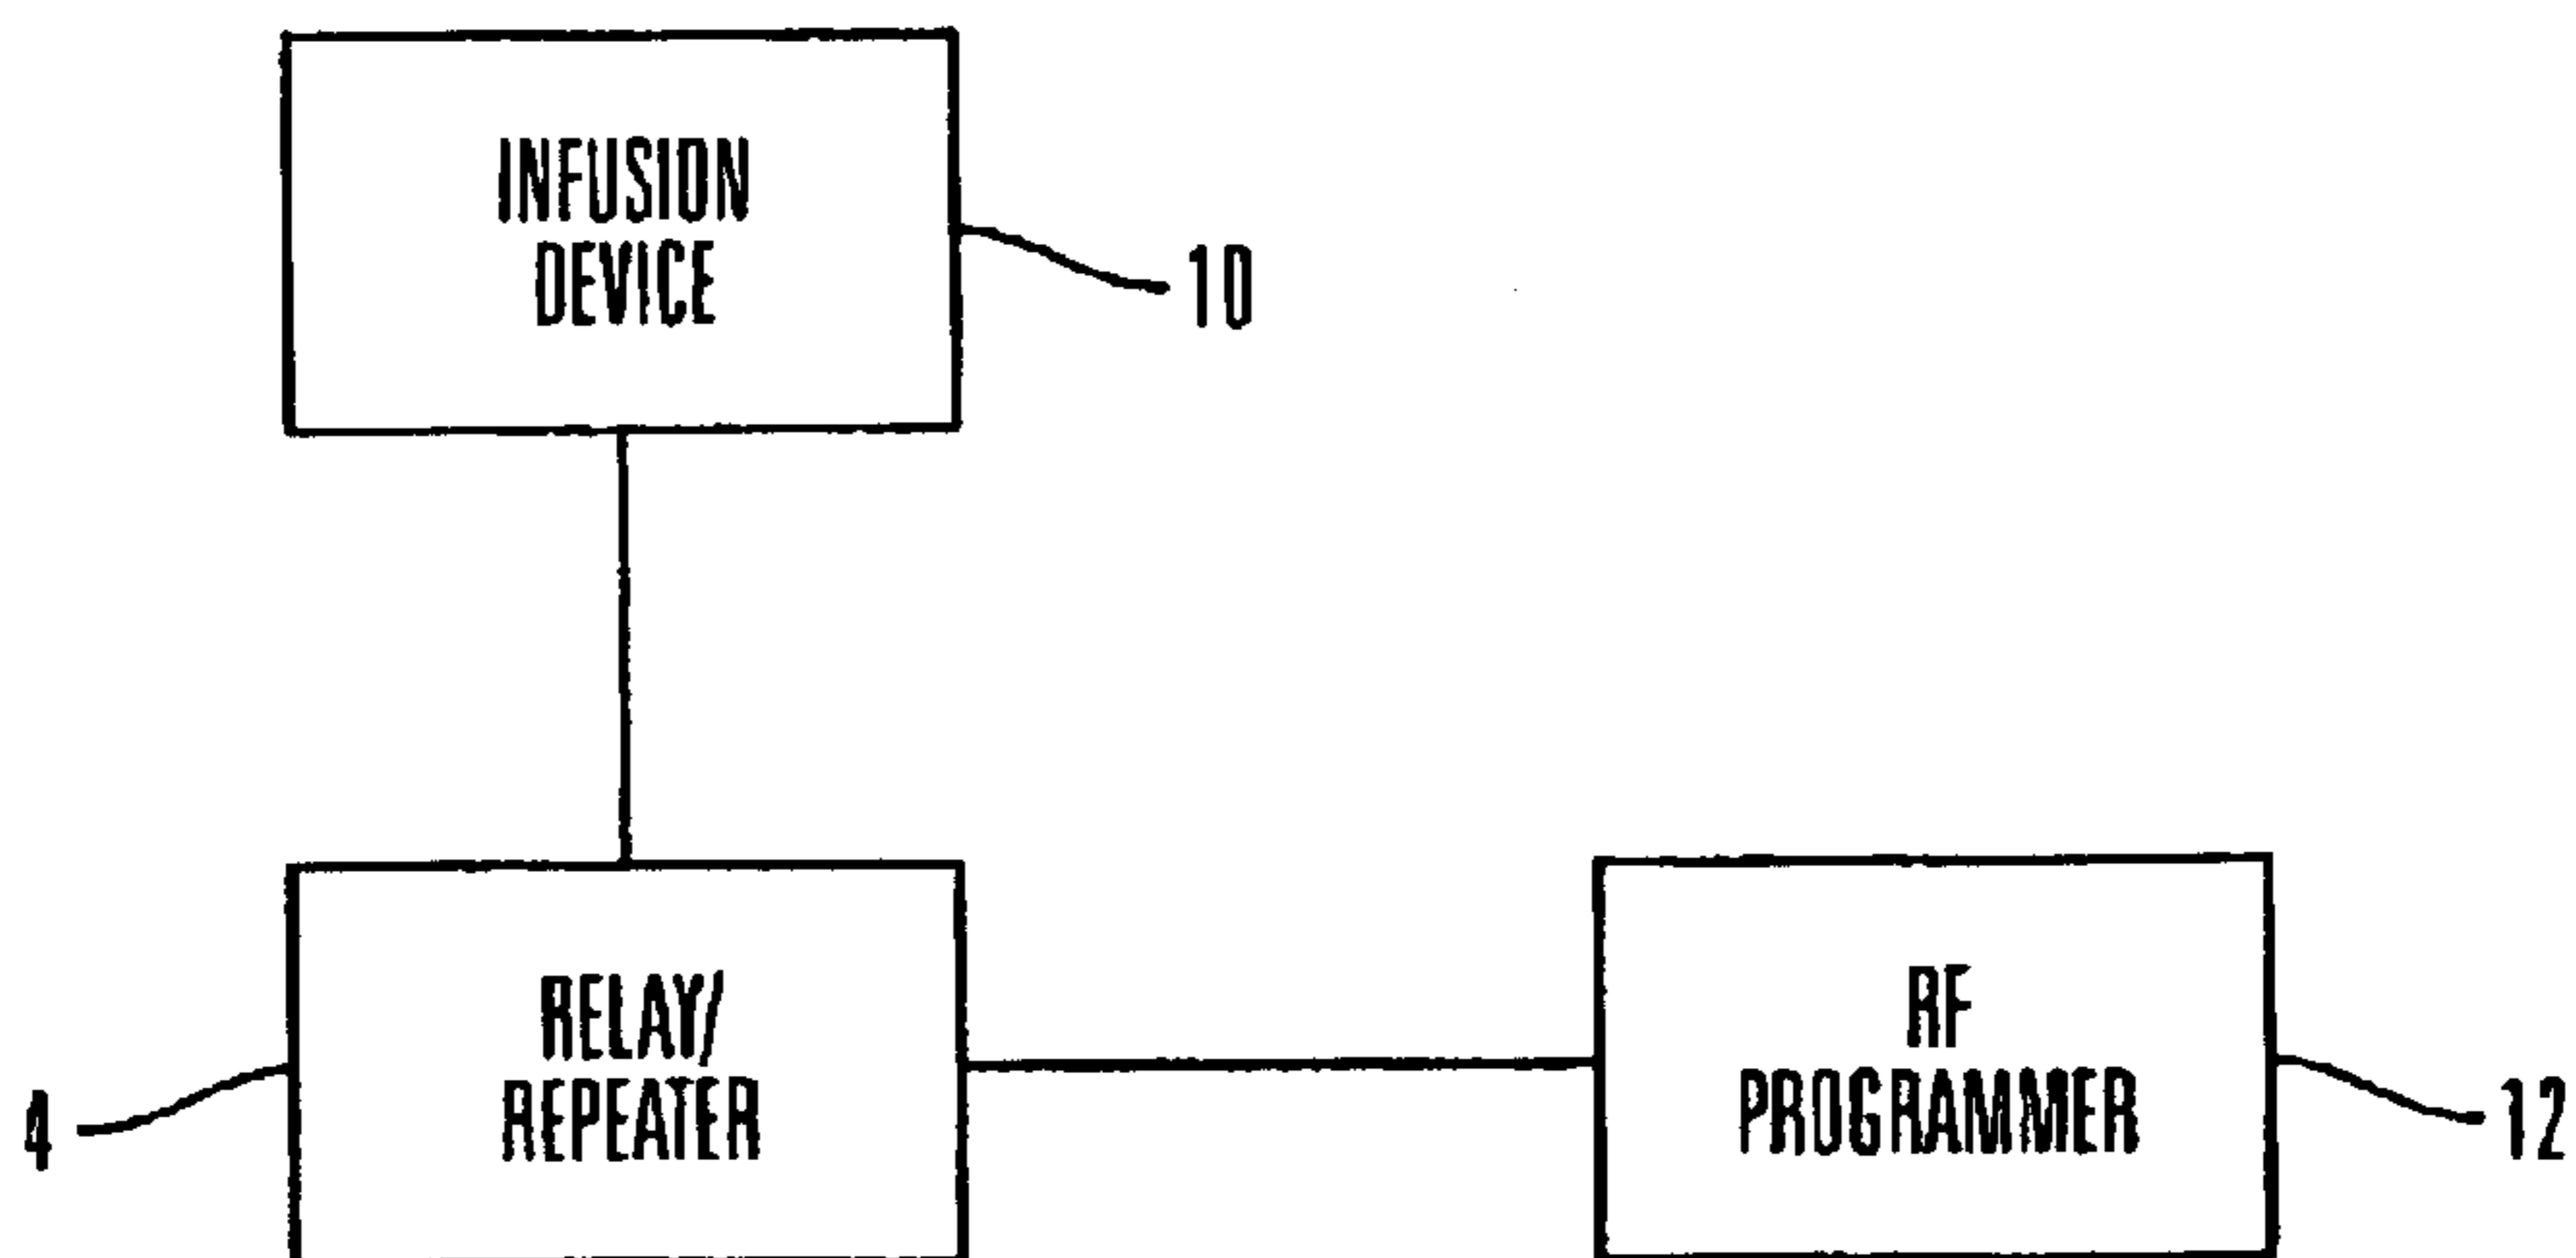 INFUSION
DEVICE
10
RELAY/
REPEATER
4
RF
PROGRAMMER
12